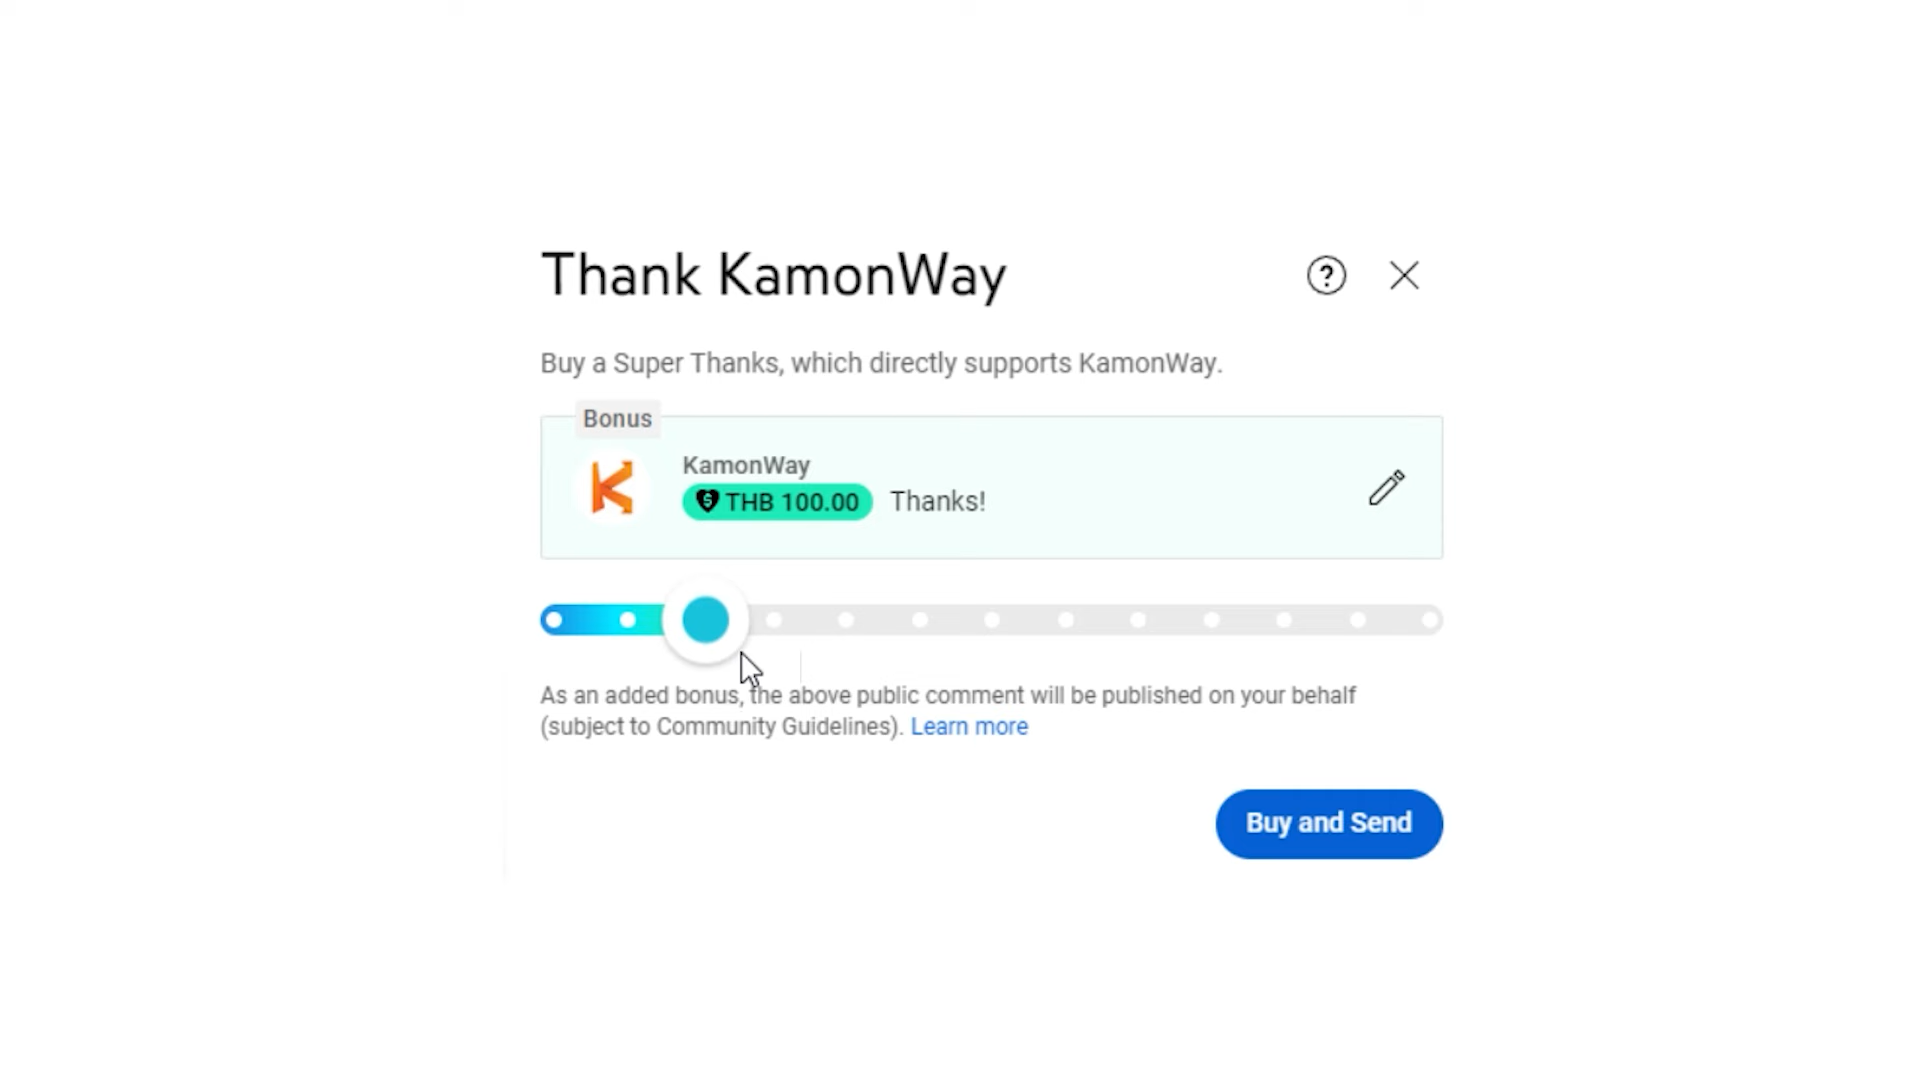 Thank KamonWay
Buy a Super Thanks, which directly supports KamonWay.
Bonus
KamonWay
THB 100.00 Thanks!
As an added bonus, the above public comment will be published on your behalf
(subject to Community Guidelines). Learn more
Buy and Send